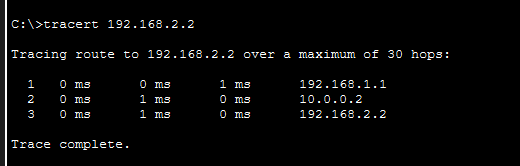 C:\>tracert 192.168.2.2
Tracing route to 192.168.2.2 over a maximum of 30 hops:
1 0 ms 0 ms 1 ms 192.168.1.1
2 0 ms 1 ms 0 ms 10.0.0.2
3 0 ms 1 ms 0 ms 192.168.2.2
Trace complete.